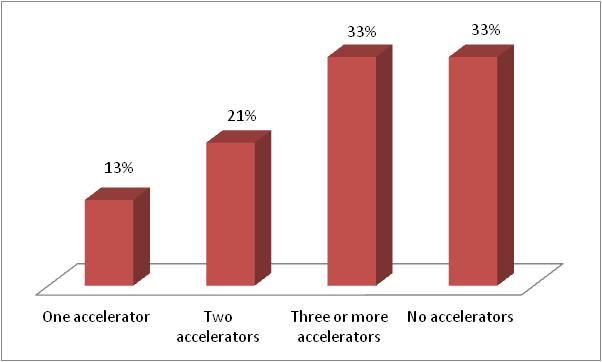 13%
21%
33%
33%
One accelerator
Two
accelerators
Three or more
accelerators
No accelerators